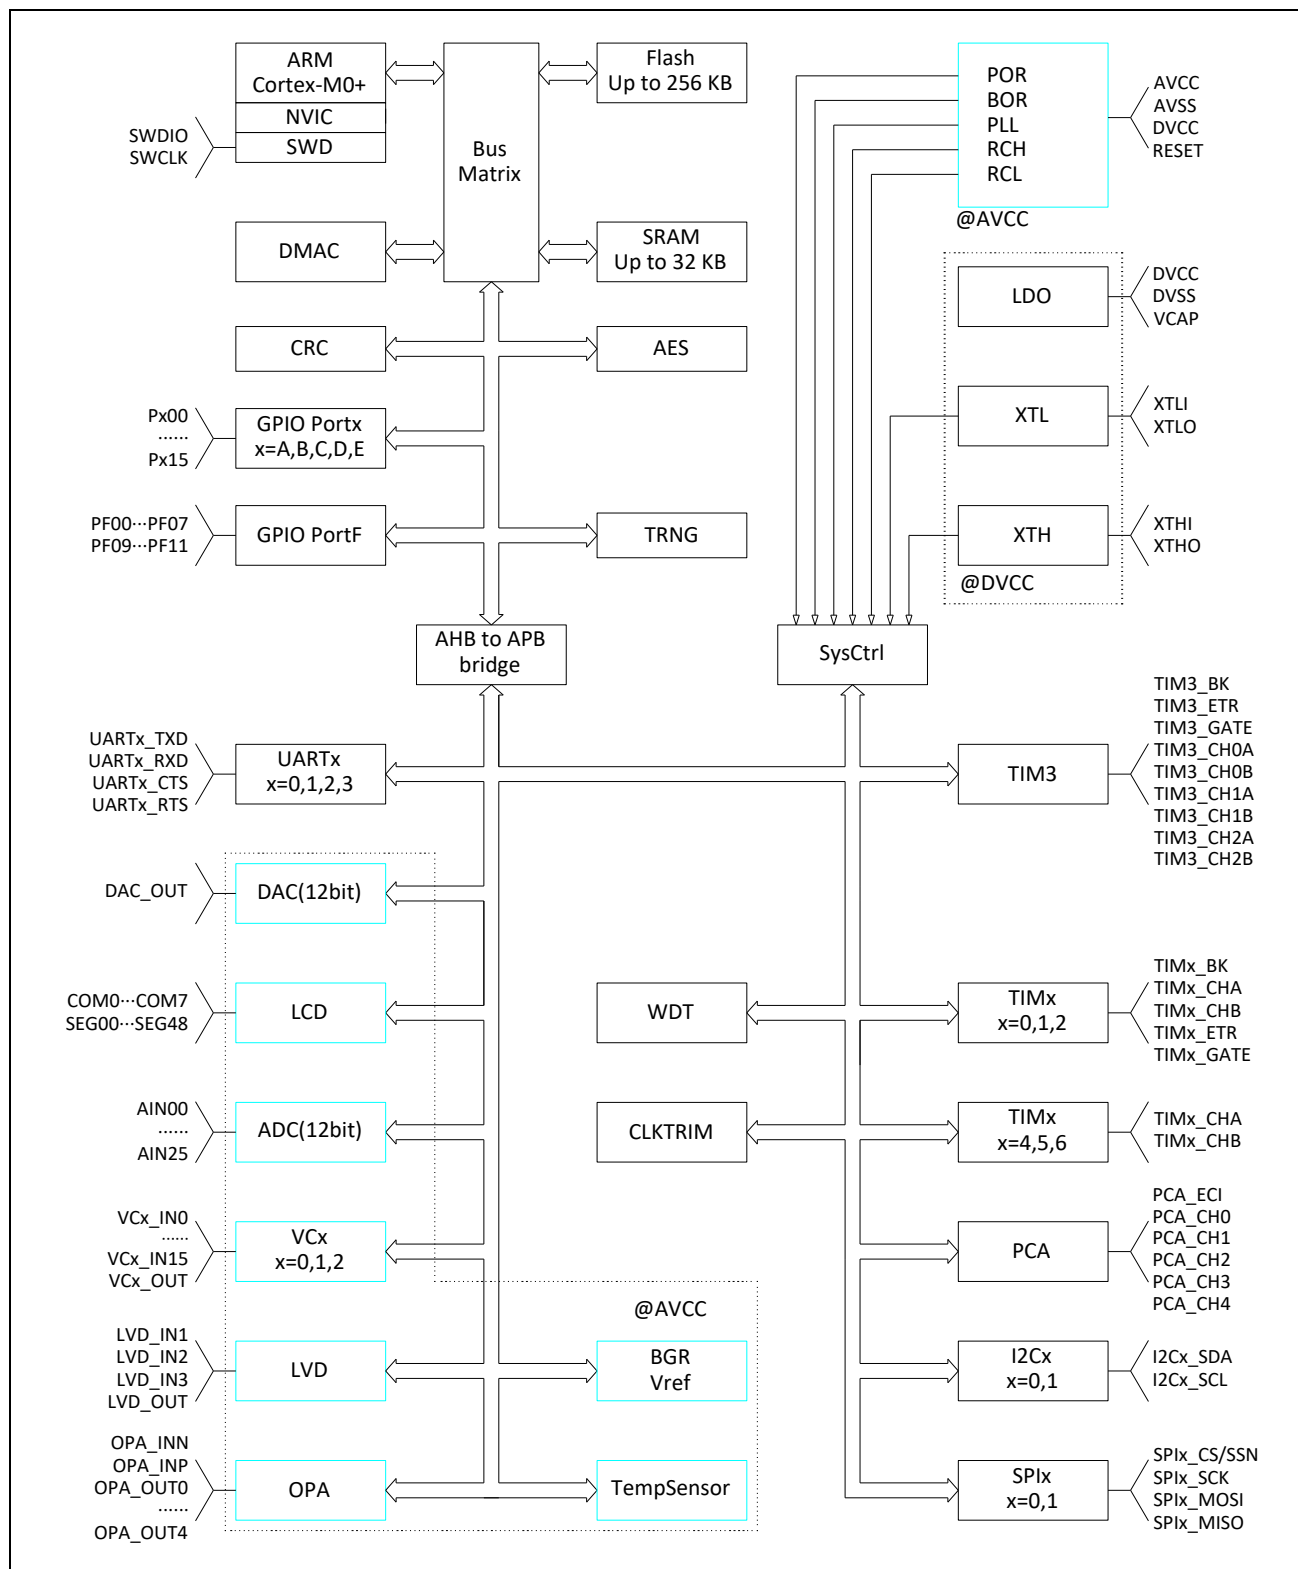 ARM
Cortex-M0+
NVIC
SWD
SWDIO
SWCLK
Bus
Matrix
Flash
Up to 256 KB
DMAC
SRAM
Up to 32 KB
POR
BOR
PLL
RCH
RCL
@AVCC
AVCC
AVSS
DVCC
RESET
LDO
DVCC
DVSS
VCAP
CRC
AES
Px00
······
Px15
GPIO Portx
x=A,B,C,D,E
XTL
XTLI
XTLO
PF00···PF07
PF09···PF11
GPIO PortF
TRNG
XTH
XTHI
XTHO
@DVCC
AHB to APB
bridge
SysCtrl
UARTx_TXD
UARTx_RXD
UARTx_CTS
UARTx_RTS
UARTx
x=0,1,2,3
TIM3
TIM3_BK
TIM3_ETR
TIM3_GATE
TIM3_CH0A
TIM3_CH0B
TIM3_CH1A
TIM3_CH1B
TIM3_CH2A
TIM3_CH2B
DAC_OUT
DAC(12bit)
COM0···COM7
SEG00···SEG48
LCD
WDT
TIMx
x=0,1,2
TIMx_BK
TIMx_CHA
TIMx_CHB
TIMx_ETR
TIMx_GATE
AIN00
······
AIN25
ADC(12bit)
CLKTRIM
TIMx
x=4,5,6
TIMx_CHA
TIMx_CHB
VCx_IN0
······
VCx_IN15
VCx_OUT
VCx
x=0,1,2
PCA
PCA_ECI
PCA_CH0
PCA_CH1
PCA_CH2
PCA_CH3
PCA_CH4
@AVCC
LVD_IN1
LVD_IN2
LVD_IN3
LVD_OUT
LVD
BGR
Vref
I2Cx
x=0,1
I2Cx_SDA
I2Cx_SCL
OPA_INN
OPA_INP
OPA_OUT0
······
OPA_OUT4
OPA
TempSensor
SPIx
x=0,1
SPIx_CS/SSN
SPIx_SCK
SPIx_MOSI
SPIx_MISO